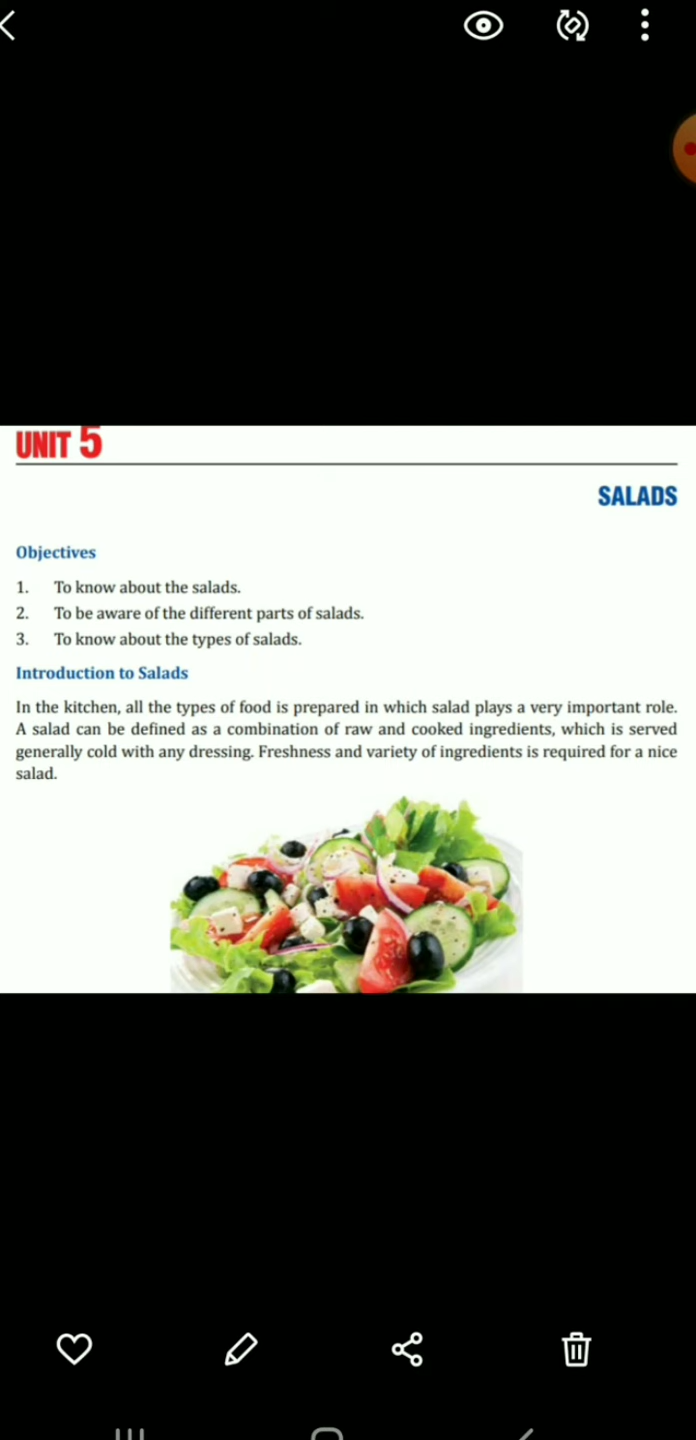 UNIT 5
SALADS
Objectives
1. To know about the salads.
2. To be aware of the different parts of salads.
3. To know about the types of salads.
Introduction to Salads
In the kitchen, all the types of food is prepared in which salad plays a very important role.
A salad can be defined as a combination of raw and cooked ingredients, which is served
generally cold with any dressing. Freshness and variety of ingredients is required for a nice
salad.